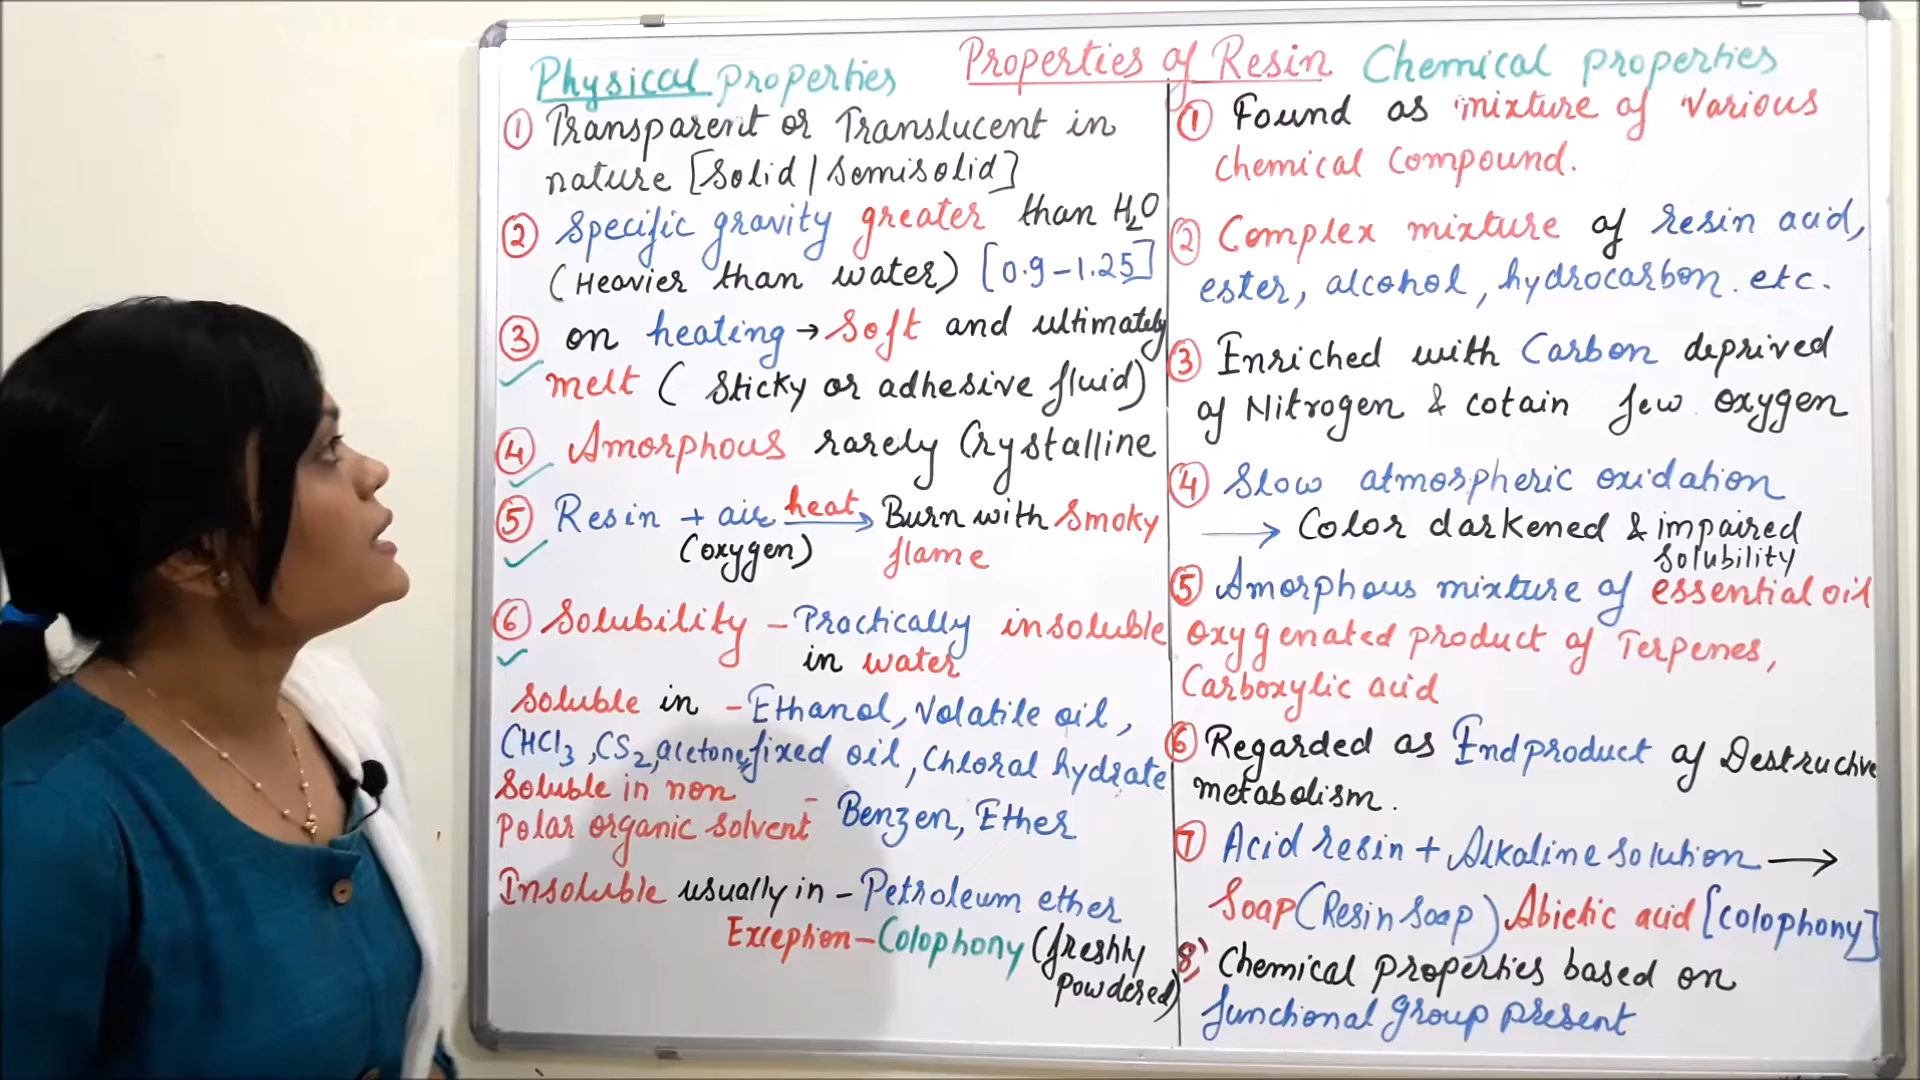 Properties of Resin
Physical properties
① Transparent or Translucent in
nature [Solid / Semisolid]
② Specific gravity greater than H₂O
(Heavier than water) [0.9-1.25]
③ on heating → Soft and ultimately
melt ( Sticky or adhesive fluid)
④ Amorphous rarely Crystalline
⑤ Resin + air heat → Burn with Smoky
(oxygen) flame
⑥ Solubility - Practically insoluble
in water
Soluble in - Ethanol, Volatile oil,
CHCl₃, CS₂, acetone, fixed oil, Chloral hydrate
Soluble in non
Polar organic solvent - Benzen, Ether
Insoluble usually in - Petroleum ether
Exception - Colophony (freshly
powdered)
Chemical properties
① Found as mixture of Various
Chemical Compound.
② Complex mixture of resin acid,
ester, alcohol, hydrocarbon. etc.
③ Enriched with Carbon deprived
of Nitrogen & cotain few oxygen
④ Slow atmospheric oxidation
→ Color darkened & impaired
solubility
⑤ Amorphous mixture of essential oil
oxygenated product of Terpenes,
Carboxylic acid
⑥ Regarded as End product of Destructive
metabolism.
⑦ Acid resin + Alkaline solution →
Soap (Resin soap) Abietic acid [colophony]
8) Chemical properties based on
functional group present